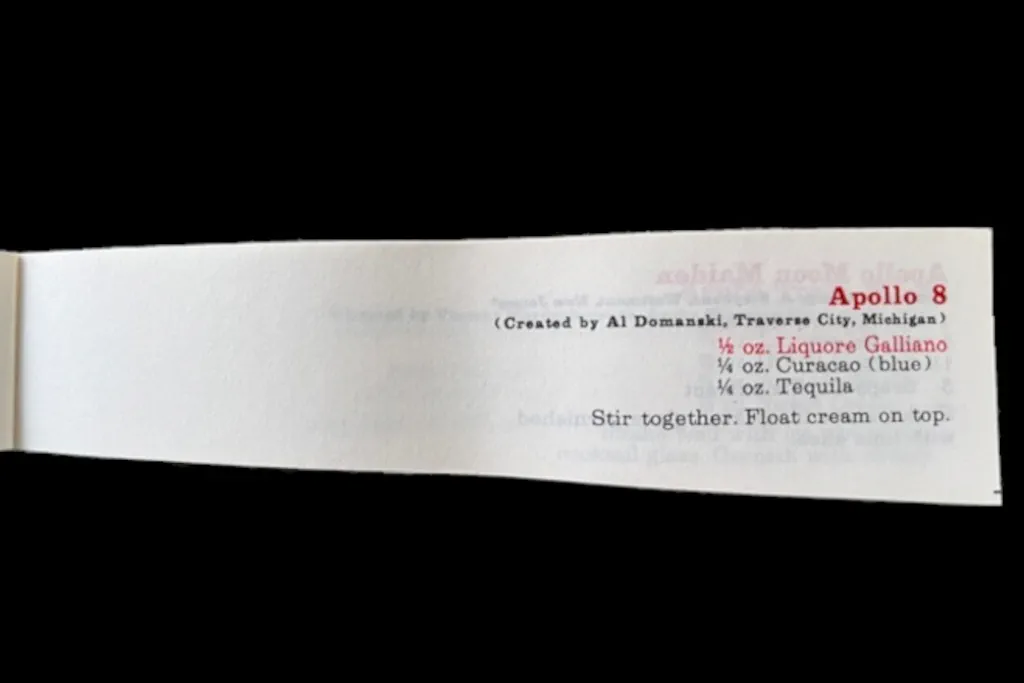 Apollo 8
(Created by Al Domanski, Traverse City, Michigan)
½ oz. Liquore Galliano
¼ oz. Curacao (blue)
¼ oz. Tequila
Stir together. Float cream on top.